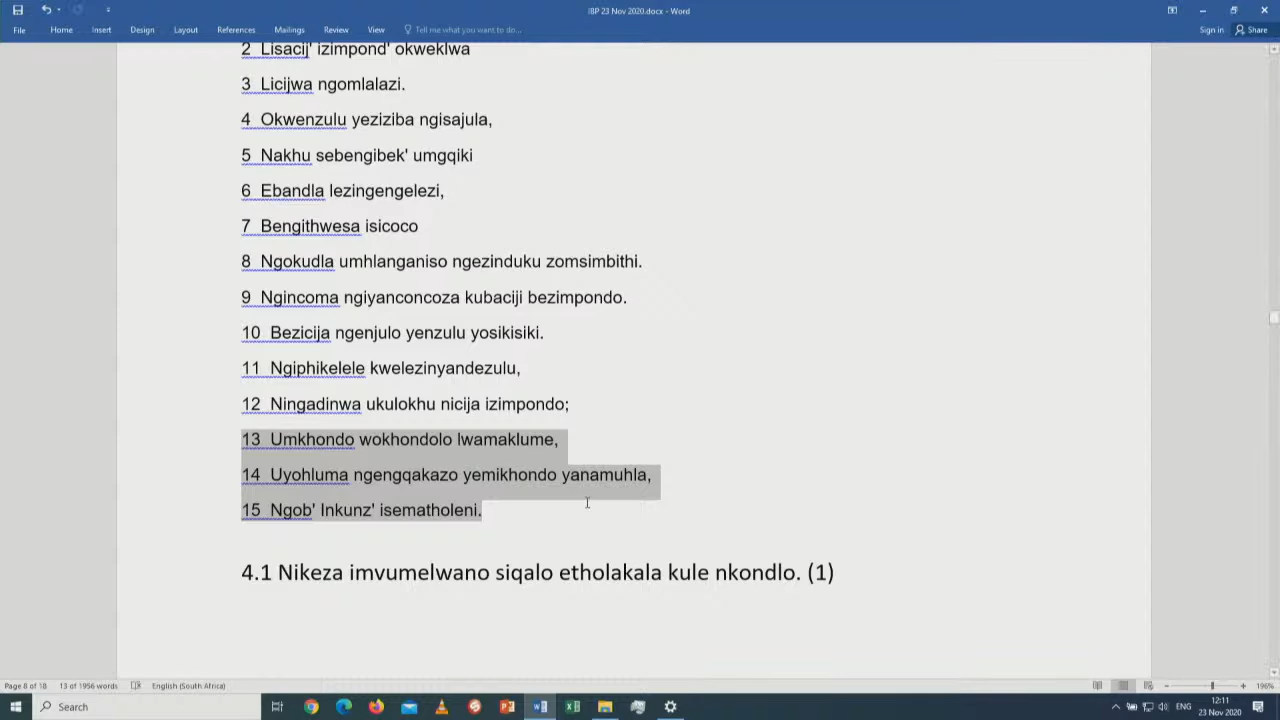 IBP 23 Nov 2020.docx - Word
File Home Insert Design Layout References Mailings Review View Tell me what you want to do... Sign in Share
2 Lisacij' izimpond' okweklwa
3 Licijwa ngomlalazi.
4 Okwenzulu yeziziba ngisajula,
5 Nakhu sebengibek' umgqiki
6 Ebandla lezingengelezi,
7 Bengithwesa isicoco
8 Ngokudla umhlanganiso ngezinduku zomsimbithi.
9 Ngincoma ngiyanconcoza kubaciji bezimpondo.
10 Bezicija ngenjulo yenzulu yosikisiki.
11 Ngiphikelele kwelezinyandezulu,
12 Ningadinwa ukulokhu nicija izimpondo;
13 Umkhondo wokhondolo lwamaklume,
14 Uyohluma ngengqakazo yemikhondo yanamuhla,
15 Ngob' Inkunz' isematholeni.
4.1 Nikeza imvumelwano siqalo etholakala kule nkondlo. (1)
Page 8 of 18 13 of 1956 words English (South Africa) 196%
Search ENG 12:11
23 Nov 2020